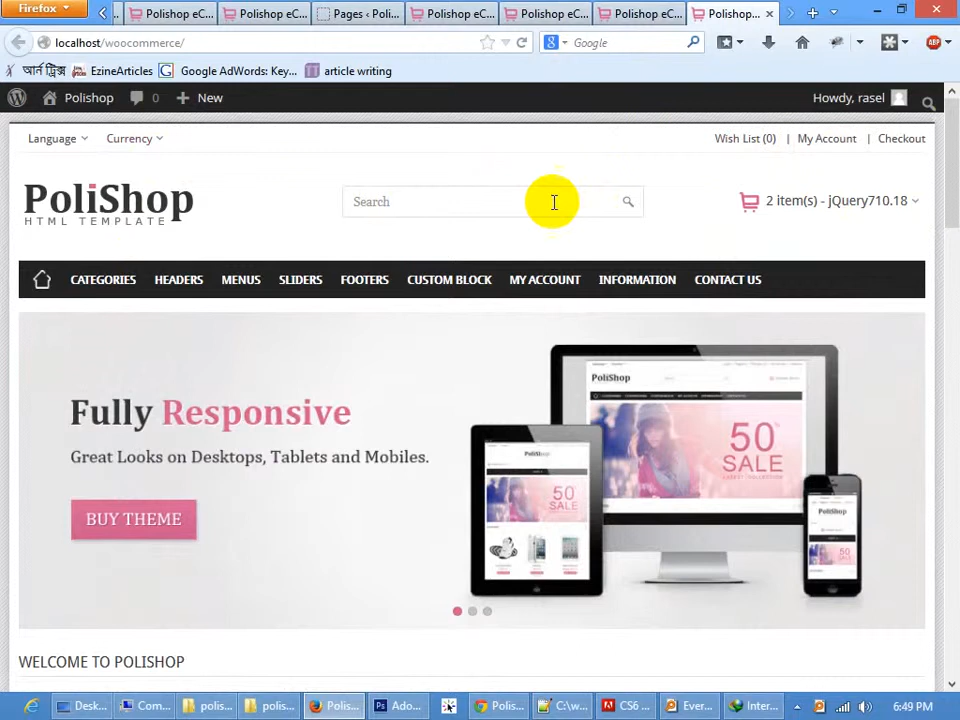 Firefox
Polishop eC...
Polishop eC...
Pages ‹ Poli...
Polishop eC...
Polishop eC...
Polishop eC...
Polishop...
localhost/woocommerce/
Google
আর্ন ট্রিক্স
EzineArticles
Google AdWords: Key...
article writing
Polishop
0
New
Howdy, rasel
Language
Currency
Wish List (0) | My Account | Checkout
PoliShop
HTML TEMPLATE
Search
2 item(s) - jQuery710.18
CATEGORIES HEADERS MENUS SLIDERS FOOTERS CUSTOM BLOCK MY ACCOUNT INFORMATION CONTACT US
Fully Responsive
Great Looks on Desktops, Tablets and Mobiles.
BUY THEME
PoliShop
50
SALE
50
SALE
WELCOME TO POLISHOP
Desk...
Com...
polis...
polis...
Polis...
Ado...
Polis...
C:\w...
CS6 ...
Ever...
Inter...
6:49 PM